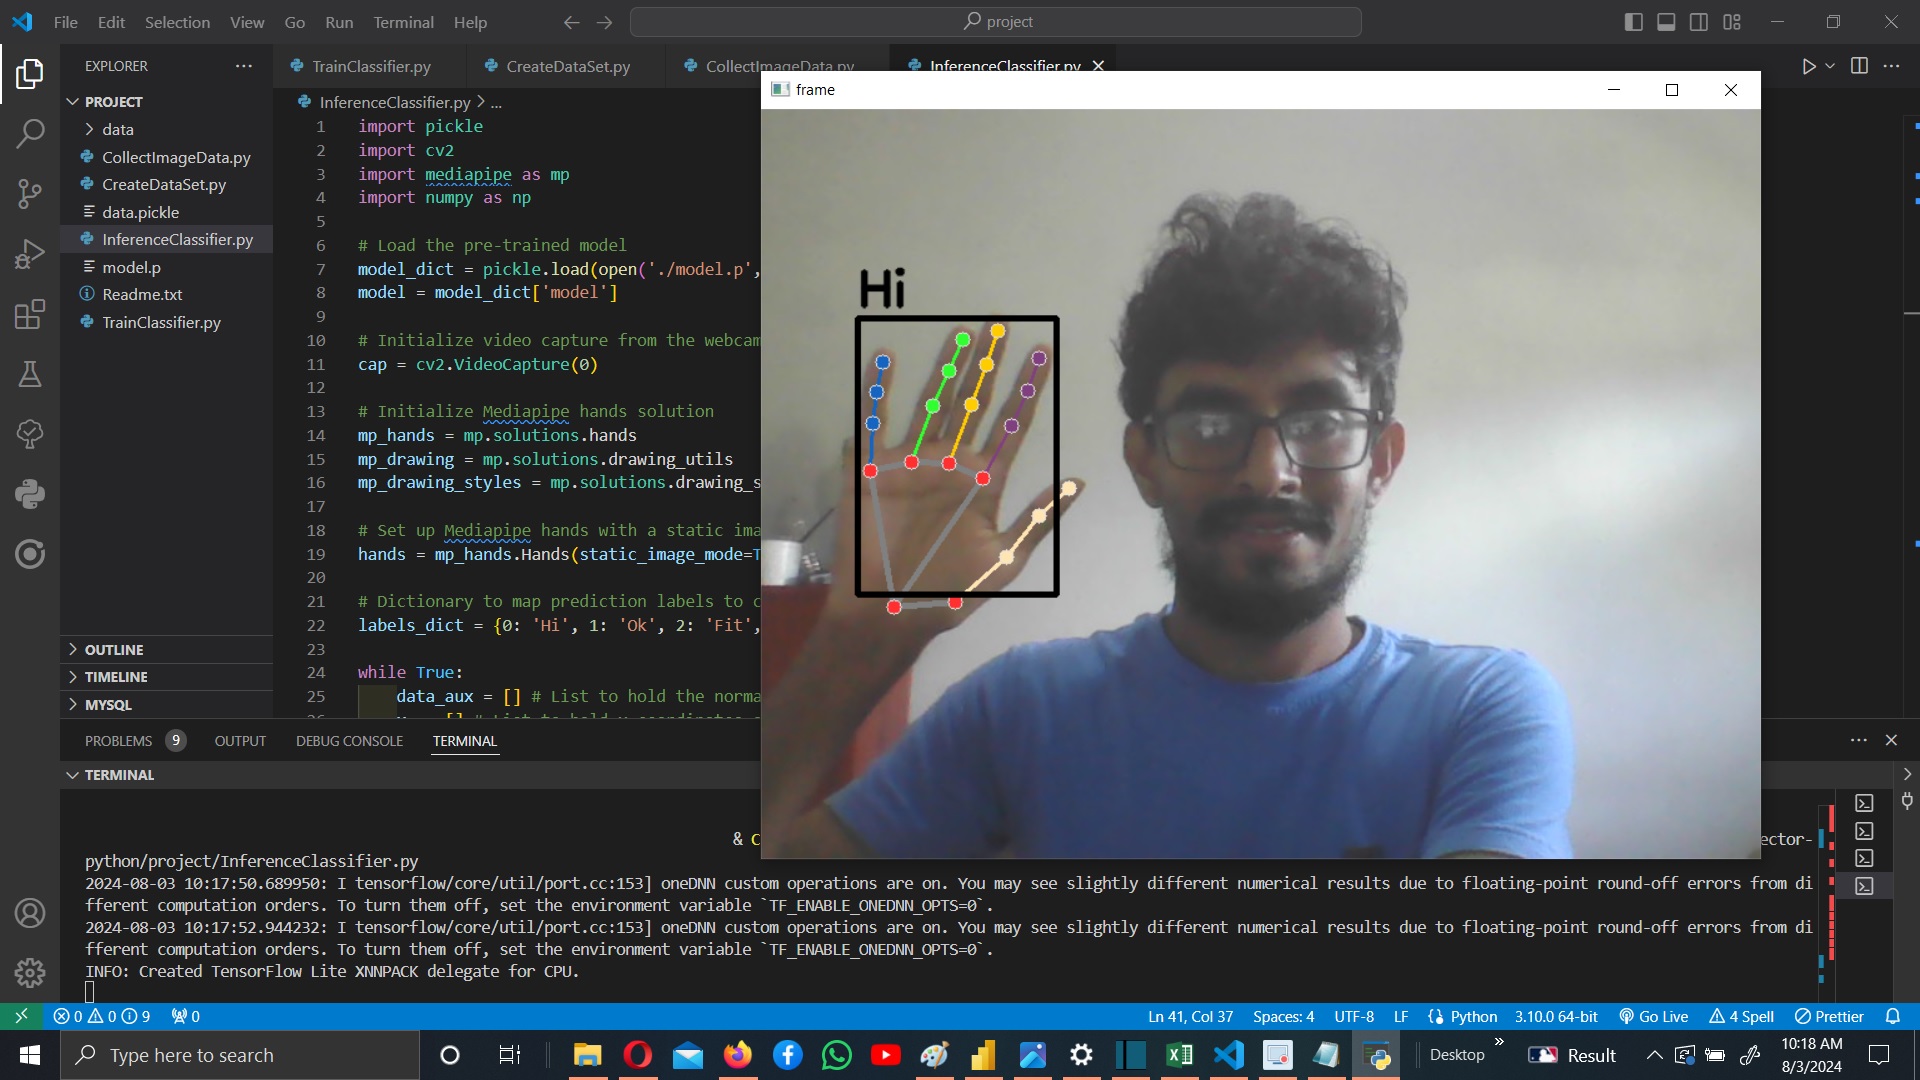 File Edit Selection View Go Run Terminal Help
project
EXPLORER
PROJECT
data
CollectImageData.py
CreateDataSet.py
data.pickle
InferenceClassifier.py
model.p
Readme.txt
TrainClassifier.py
OUTLINE
TIMELINE
MYSQL
TrainClassifier.py CreateDataSet.py CollectImageData.py InferenceClassifier.py
InferenceClassifier.py > ...
1 import pickle
2 import cv2
3 import mediapipe as mp
4 import numpy as np
5
6 # Load the pre-trained model
7 model_dict = pickle.load(open('./model.p',
8 model = model_dict['model']
9
10 # Initialize video capture from the webcam
11 cap = cv2.VideoCapture(0)
12
13 # Initialize Mediapipe hands solution
14 mp_hands = mp.solutions.hands
15 mp_drawing = mp.solutions.drawing_utils
16 mp_drawing_styles = mp.solutions.drawing_s
17
18 # Set up Mediapipe hands with a static ima
19 hands = mp_hands.Hands(static_image_mode=T
20
21 # Dictionary to map prediction labels to c
22 labels_dict = {0: 'Hi', 1: 'Ok', 2: 'Fit',
23
24 while True:
25 data_aux = [] # List to hold the norma
frame
Hi
PROBLEMS 9 OUTPUT DEBUG CONSOLE TERMINAL
TERMINAL
& C
ector-
python/project/InferenceClassifier.py
2024-08-03 10:17:50.689950: I tensorflow/core/util/port.cc:153] oneDNN custom operations are on. You may see slightly different numerical results due to floating-point round-off errors from di
fferent computation orders. To turn them off, set the environment variable `TF_ENABLE_ONEDNN_OPTS=0`.
2024-08-03 10:17:52.944232: I tensorflow/core/util/port.cc:153] oneDNN custom operations are on. You may see slightly different numerical results due to floating-point round-off errors from di
fferent computation orders. To turn them off, set the environment variable `TF_ENABLE_ONEDNN_OPTS=0`.
INFO: Created TensorFlow Lite XNNPACK delegate for CPU.
0 0 9 0 Ln 41, Col 37 Spaces: 4 UTF-8 LF Python 3.10.0 64-bit Go Live 4 Spell Prettier
Type here to search
Desktop Result
10:18 AM
8/3/2024